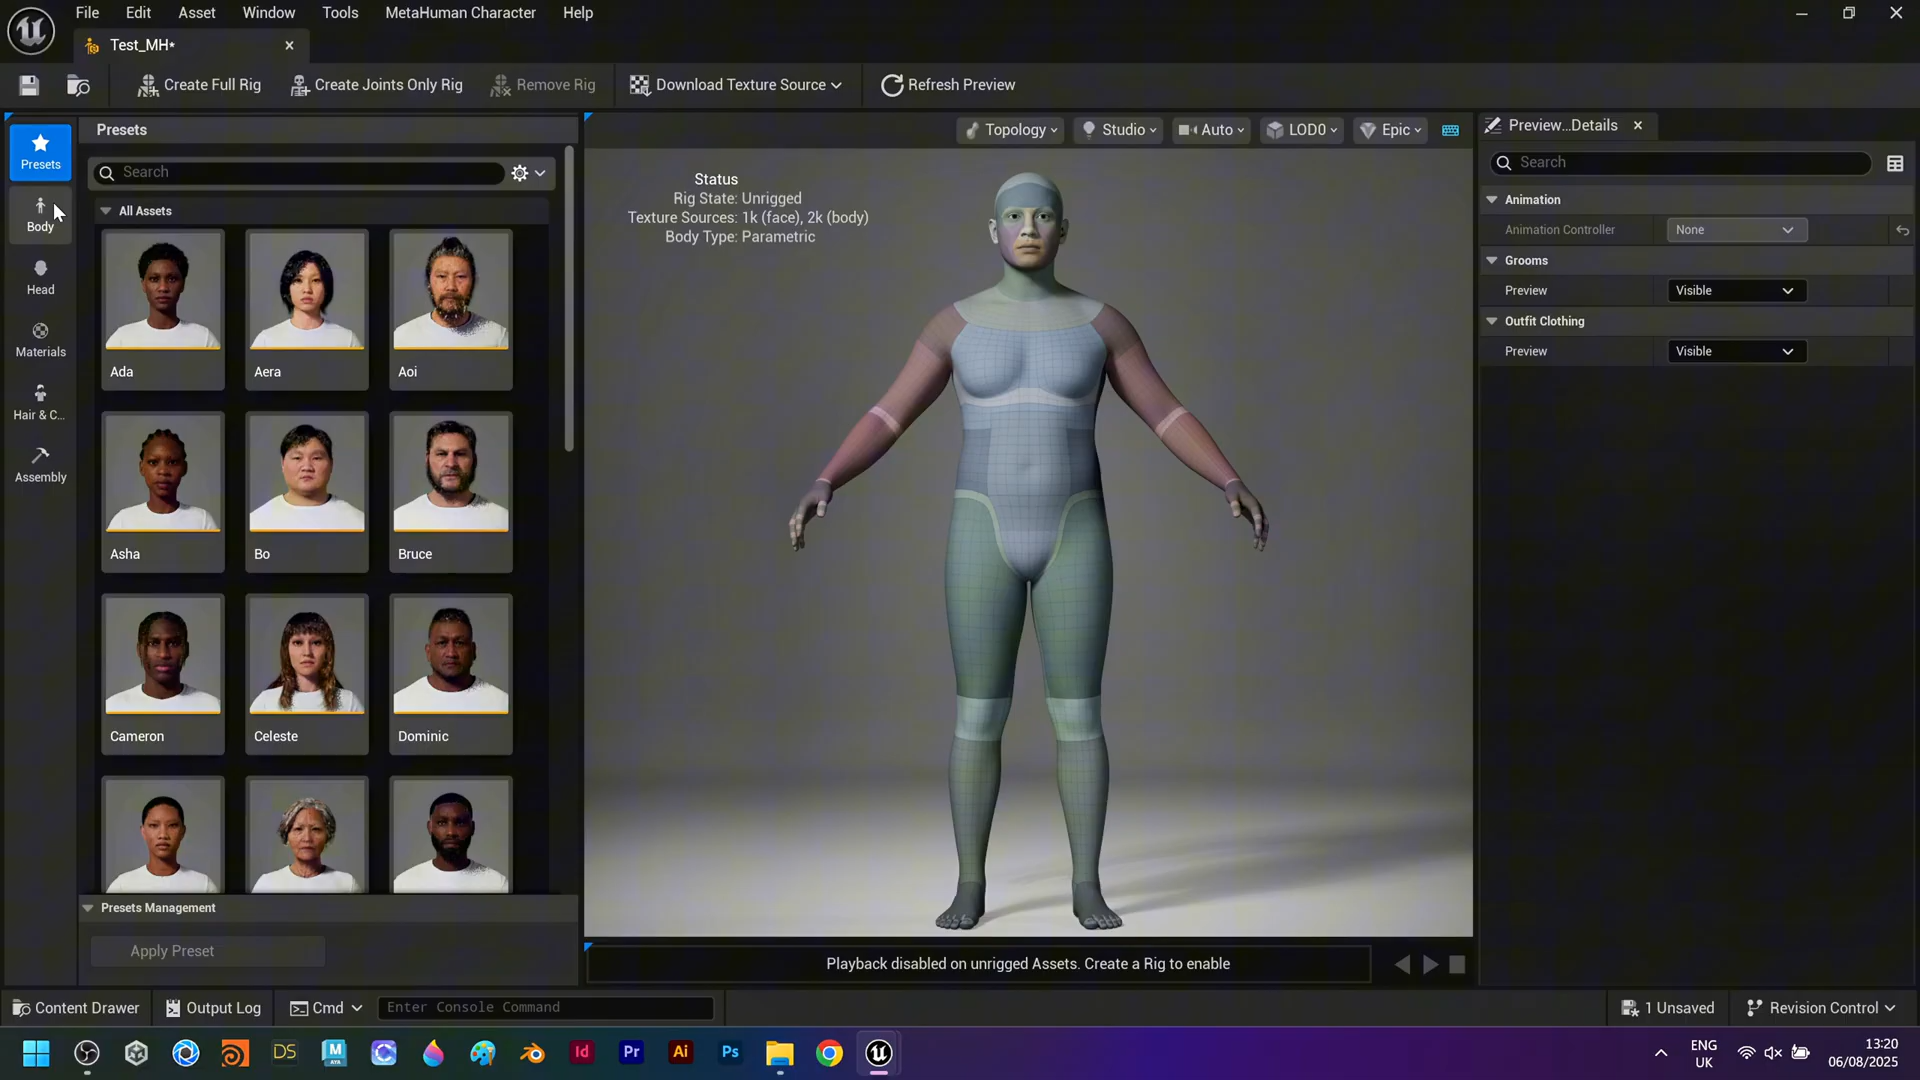 File Edit Asset Window Tools MetaHuman Character Help
Test_MH*
Create Full Rig Create Joints Only Rig Remove Rig Download Texture Source Refresh Preview
Presets
Body
Head
Materials
Hair & C...
Assembly
Presets
Search
All Assets
Ada Aera Aoi
Asha Bo Bruce
Cameron Celeste Dominic
Presets Management
Apply Preset
Topology Studio Auto LOD0 Epic
Status
Rig State: Unrigged
Texture Sources: 1k (face), 2k (body)
Body Type: Parametric
Playback disabled on unrigged Assets. Create a Rig to enable
Preview...Details
Search
Animation
Animation Controller None
Grooms
Preview Visible
Outfit Clothing
Preview Visible
Content Drawer Output Log Cmd Enter Console Command 1 Unsaved Revision Control
DS
M
AYA
Id
Pr
Ai
Ps
ENG
UK
13:20
06/08/2025